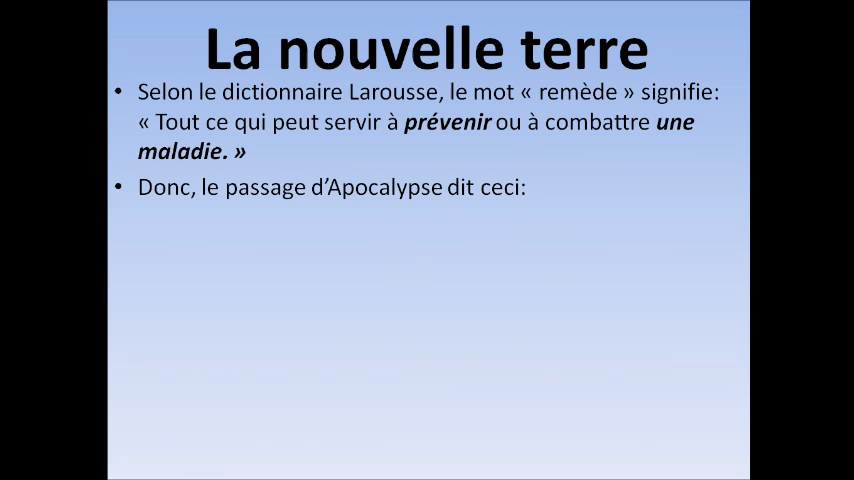 La nouvelle terre
• Selon le dictionnaire Larousse, le mot « remède » signifie:
« Tout ce qui peut servir à prévenir ou à combattre une
maladie. »
• Donc, le passage d’Apocalypse dit ceci: